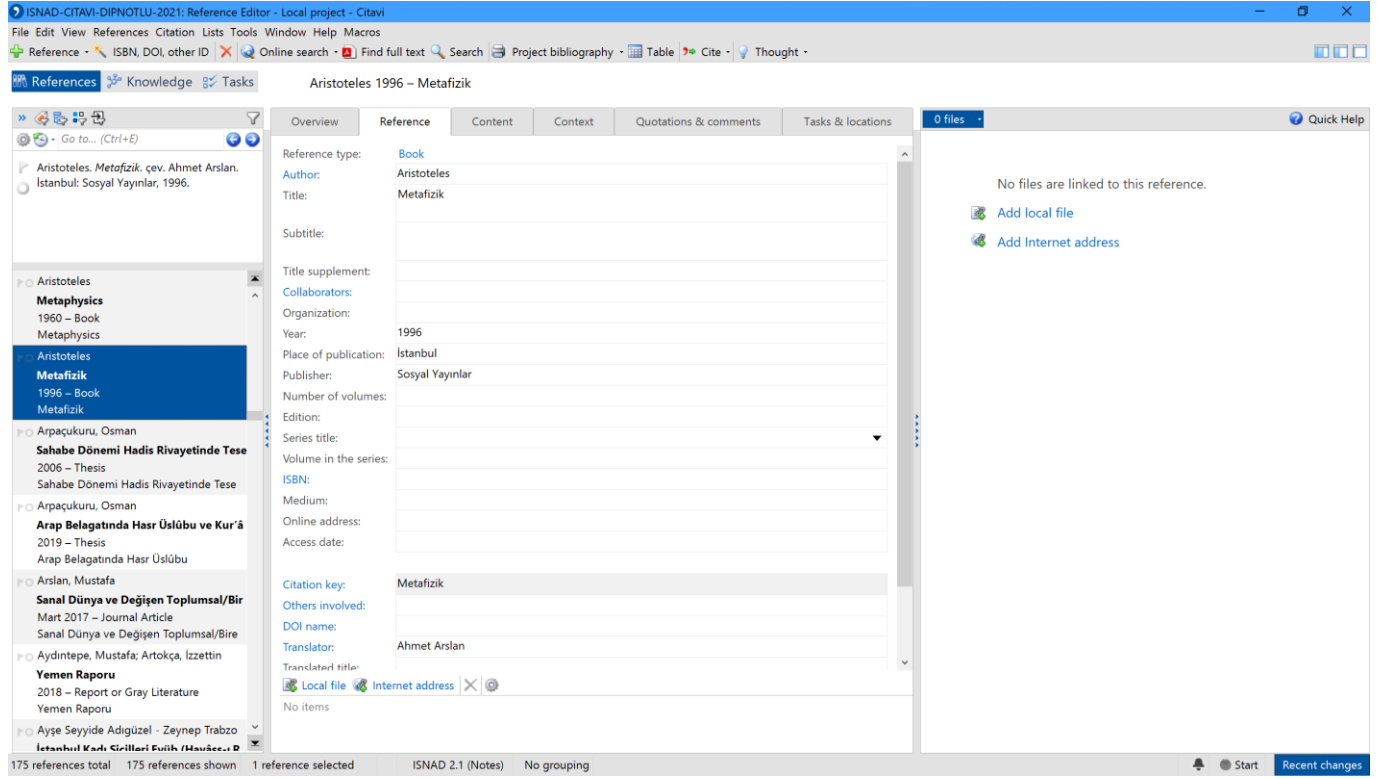 ISNAD-CITAVI-DIPNOTLU-2021: Reference Editor - Local project - Citavi
File Edit View References Citation Lists Tools Window Help Macros
Reference ISBN, DOI, other ID Online search Find full text Search Project bibliography Table Cite Thought
References Knowledge Tasks Aristoteles 1996 – Metafizik
Go to... (Ctrl+E)
Aristoteles. Metafizik. çev. Ahmet Arslan.
İstanbul: Sosyal Yayınlar, 1996.
Aristoteles
Metaphysics
1960 – Book
Metaphysics
Aristoteles
Metafizik
1996 – Book
Metafizik
Arpaçukuru, Osman
Sahabe Dönemi Hadis Rivayetinde Tese
2006 – Thesis
Sahabe Dönemi Hadis Rivayetinde Tese
Arpaçukuru, Osman
Arap Belagatında Hasr Üslûbu ve Kur’â
2019 – Thesis
Arap Belagatında Hasr Üslûbu
Arslan, Mustafa
Sanal Dünya ve Değişen Toplumsal/Bir
Mart 2017 – Journal Article
Sanal Dünya ve Değişen Toplumsal/Bire
Aydıntepe, Mustafa; Artokça, İzzettin
Yemen Raporu
2018 – Report or Gray Literature
Yemen Raporu
Ayşe Seyyide Adıgüzel - Zeynep Trabzo
İstanbul Kadı Sicilleri Eyüb (Havâss-ı R
Overview Reference Content Context Quotations & comments Tasks & locations
Reference type: Book
Author: Aristoteles
Title: Metafizik
Subtitle:
Title supplement:
Collaborators:
Organization:
Year: 1996
Place of publication: İstanbul
Publisher: Sosyal Yayınlar
Number of volumes:
Edition:
Series title:
Volume in the series:
ISBN:
Medium:
Online address:
Access date:
Citation key: Metafizik
Others involved:
DOI name:
Translator: Ahmet Arslan
Translated title:
Local file Internet address
No items
0 files Quick Help
No files are linked to this reference.
Add local file
Add Internet address
175 references total 175 references shown 1 reference selected ISNAD 2.1 (Notes) No grouping Start Recent changes